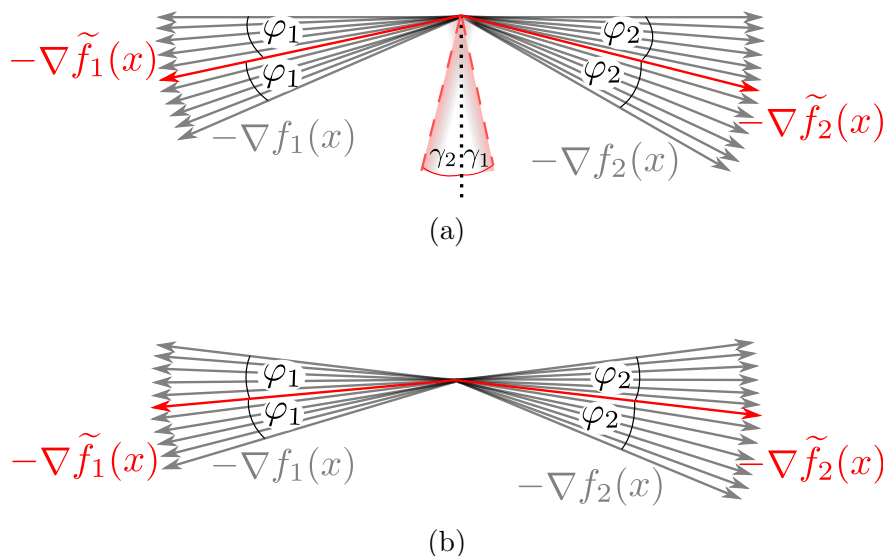 φ₁ φ₂
−∇f̃₁(x) φ₁ φ₂
−∇f̃₂(x)
−∇f₁(x) γ₂ γ₁ −∇f₂(x)
(a)
φ₁ φ₂
φ₁ φ₂
−∇f̃₁(x) −∇f₁(x) −∇f₂(x) −∇f̃₂(x)
(b)